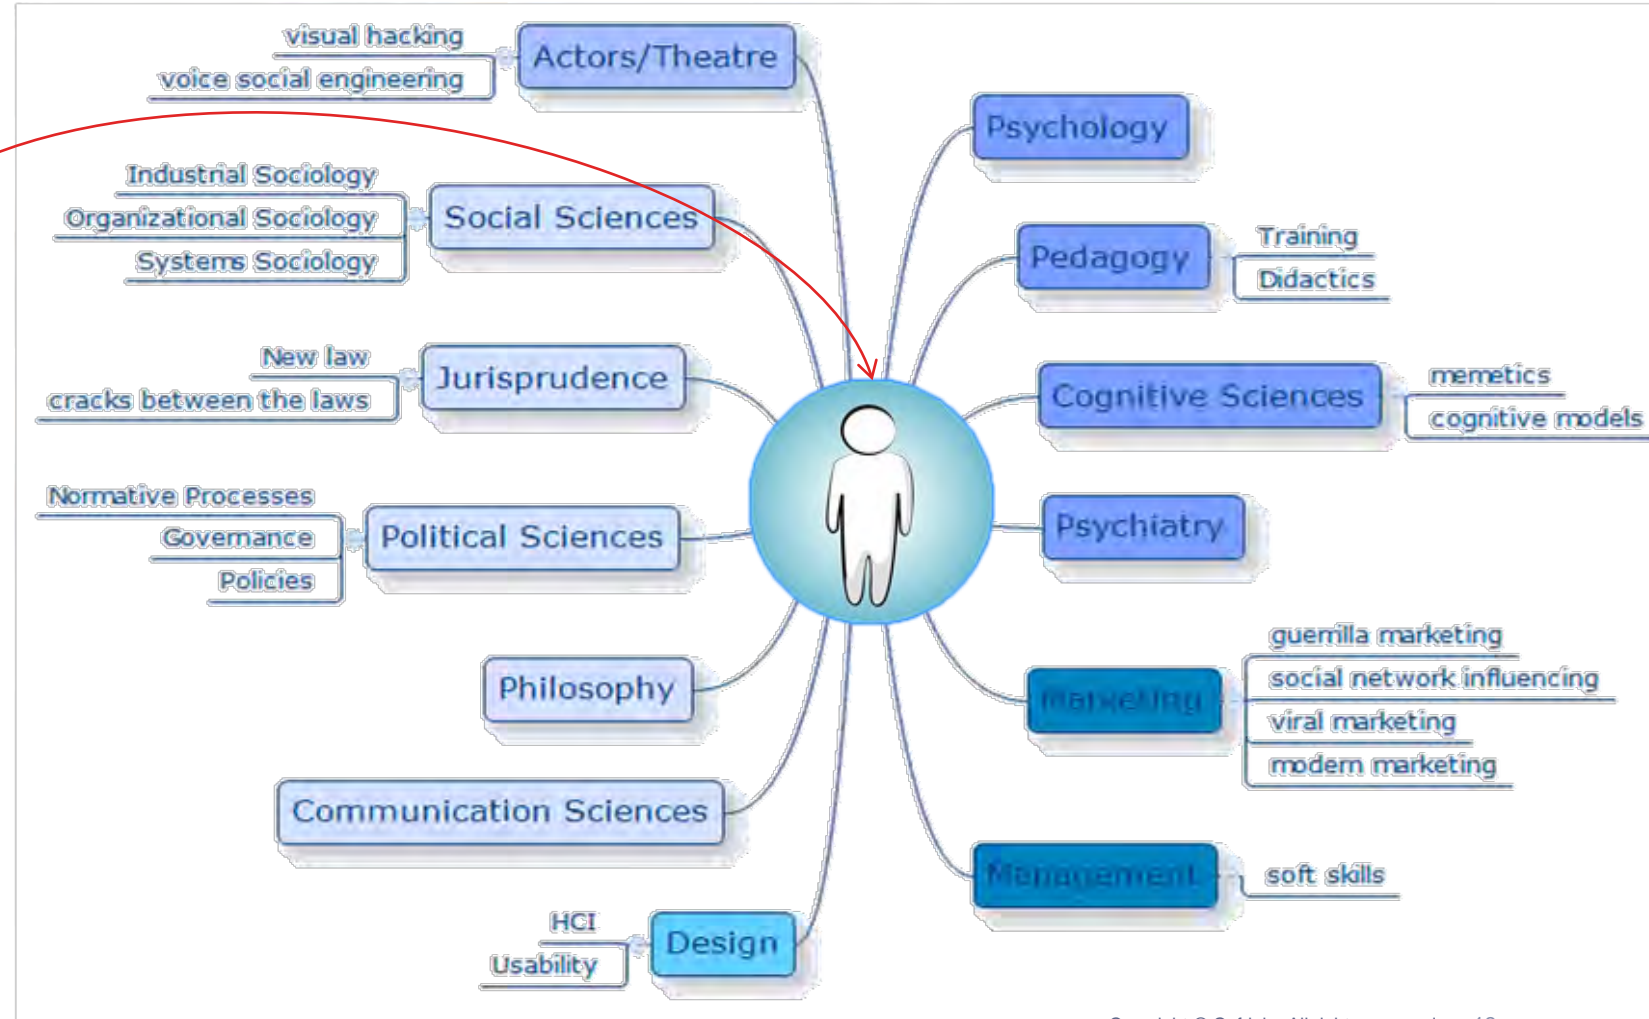 visual hacking
voice social engineering
Actors/Theatre
Industrial Sociology
Organizational Sociology
Systems Sociology
Social Sciences
New law
cracks between the laws
Jurisprudence
Normative Processes
Governance
Policies
Political Sciences
Philosophy
Communication Sciences
HCI
Usability
Design
Psychology
Pedagogy
Training
Didactics
Cognitive Sciences
memetics
cognitive models
Psychiatry
Marketing
guerrilla marketing
social network influencing
viral marketing
modern marketing
Management
soft skills